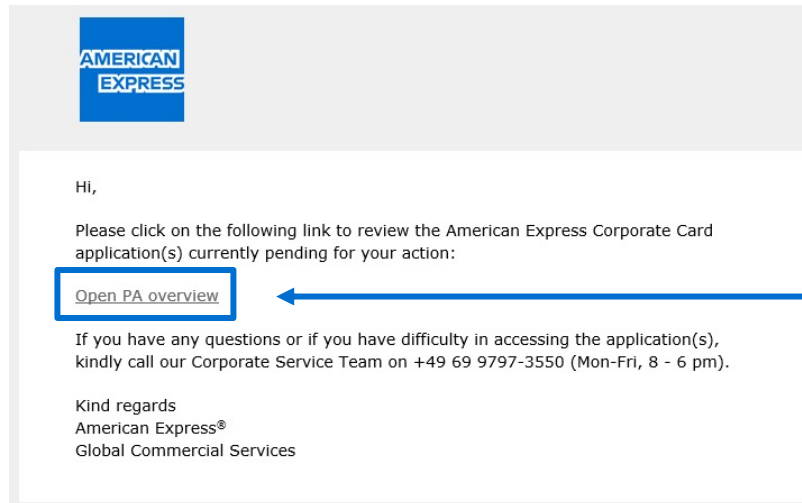 AMERICAN
EXPRESS
Hi,
Please click on the following link to review the American Express Corporate Card
application(s) currently pending for your action:
Open PA overview
If you have any questions or if you have difficulty in accessing the application(s),
kindly call our Corporate Service Team on +49 69 9797-3550 (Mon-Fri, 8 - 6 pm).
Kind regards
American Express®
Global Commercial Services